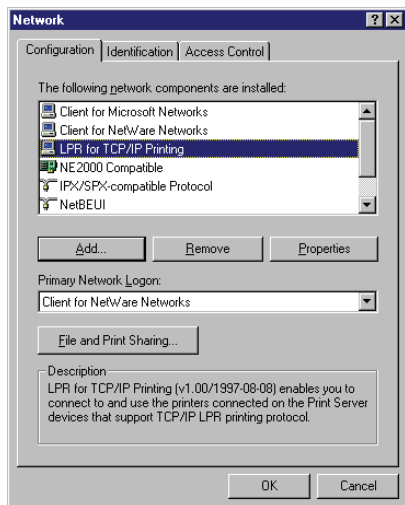 Network
Configuration Identification Access Control
The following network components are installed:
Client for Microsoft Networks
Client for NetWare Networks
LPR for TCP/IP Printing
NE2000 Compatible
IPX/SPX-compatible Protocol
NetBEUI
Add... Remove Properties
Primary Network Logon:
Client for NetWare Networks
File and Print Sharing...
Description
LPR for TCP/IP Printing (v1.00/1997-08-08) enables you to
connect to and use the printers connected on the Print Server
devices that support TCP/IP LPR printing protocol.
OK Cancel